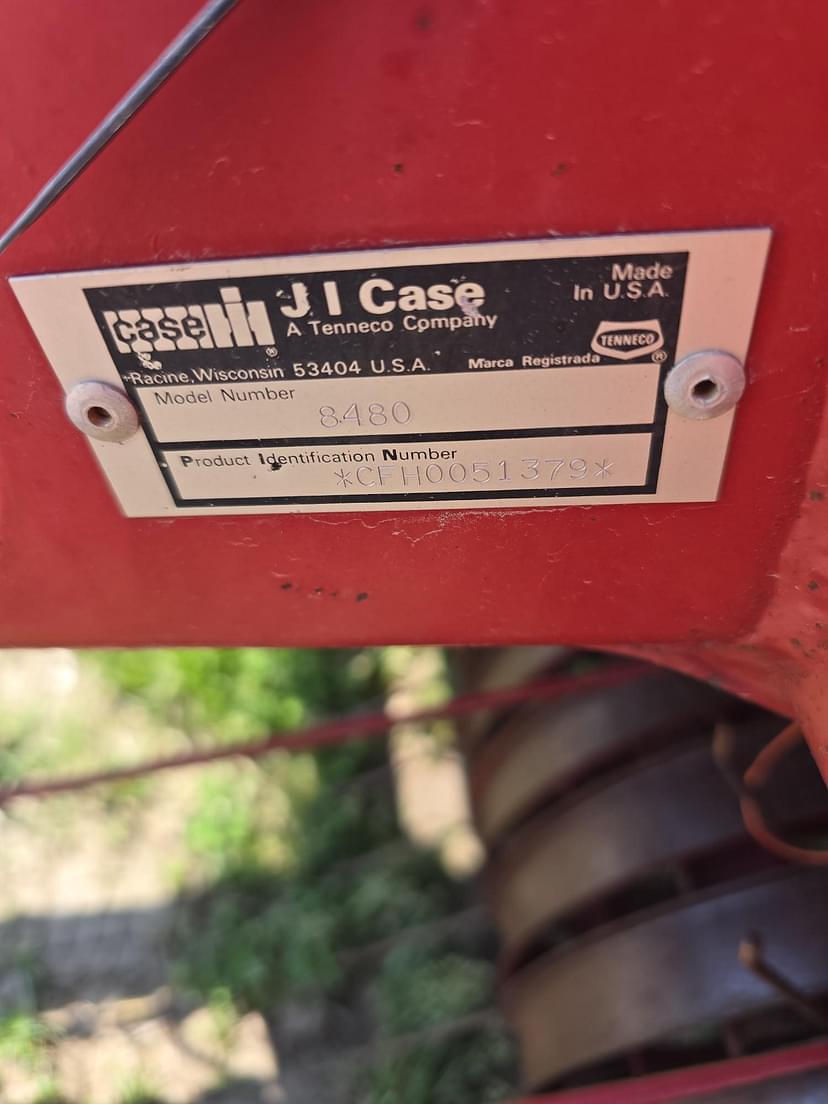 case IH ®
J I Case
A Tenneco Company
Made
In U.S.A.
TENNECO ®
Racine, Wisconsin 53404 U.S.A.
Marca Registrada
Model Number
8480
Product Identification Number
*CFH0051379*